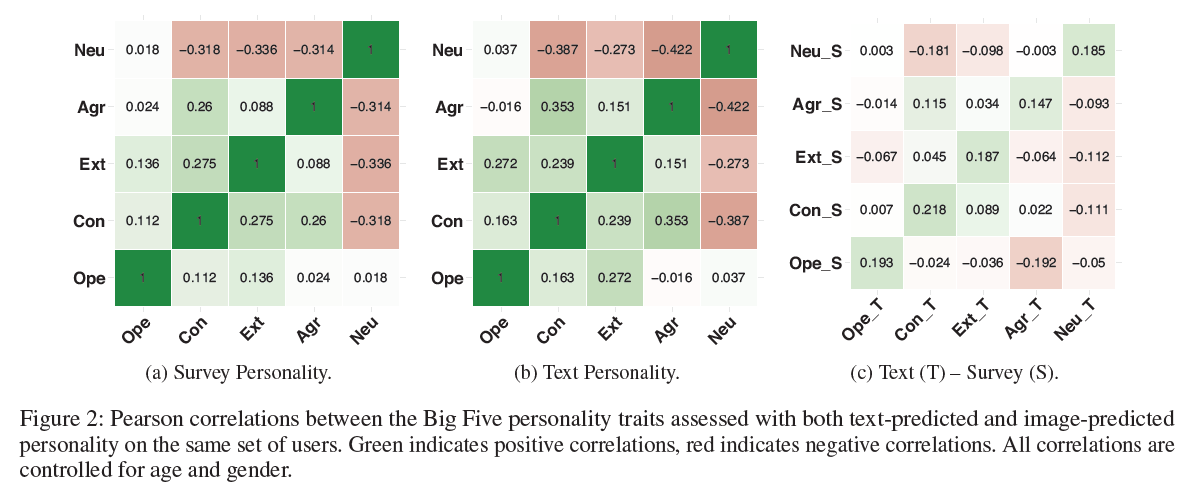 Neu 0.018 −0.318 −0.336 −0.314 1
Agr 0.024 0.26 0.088 1 −0.314
Ext 0.136 0.275 1 0.088 −0.336
Con 0.112 1 0.275 0.26 −0.318
Ope 1 0.112 0.136 0.024 0.018
Ope Con Ext Agr Neu
(a) Survey Personality.
Neu 0.037 −0.387 −0.273 −0.422 1
Agr −0.016 0.353 0.151 1 −0.422
Ext 0.272 0.239 1 0.151 −0.273
Con 0.163 1 0.239 0.353 −0.387
Ope 1 0.163 0.272 −0.016 0.037
Ope Con Ext Agr Neu
(b) Text Personality.
Neu_S 0.003 −0.181 −0.098 −0.003 0.185
Agr_S −0.014 0.115 0.034 0.147 −0.093
Ext_S −0.067 0.045 0.187 −0.064 −0.112
Con_S 0.007 0.218 0.089 0.022 −0.111
Ope_S 0.193 −0.024 −0.036 −0.192 −0.05
Ope_T Con_T Ext_T Agr_T Neu_T
(c) Text (T) – Survey (S).
Figure 2: Pearson correlations between the Big Five personality traits assessed with both text-predicted and image-predicted
personality on the same set of users. Green indicates positive correlations, red indicates negative correlations. All correlations are
controlled for age and gender.